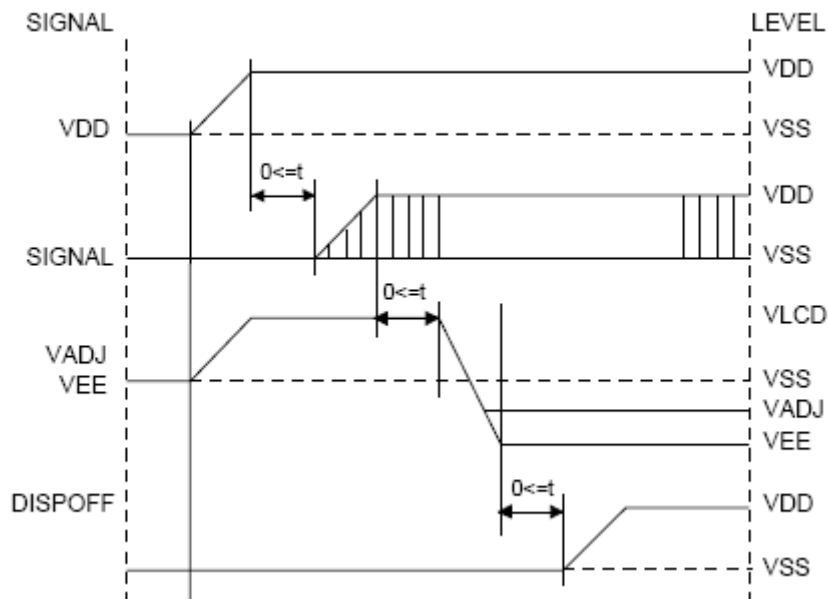 SIGNAL LEVEL
VDD
VDD VSS
0<=t
VDD
SIGNAL VSS
0<=t
VLCD
VADJ
VEE VSS
VADJ
VEE
0<=t
DISPOFF VDD
VSS